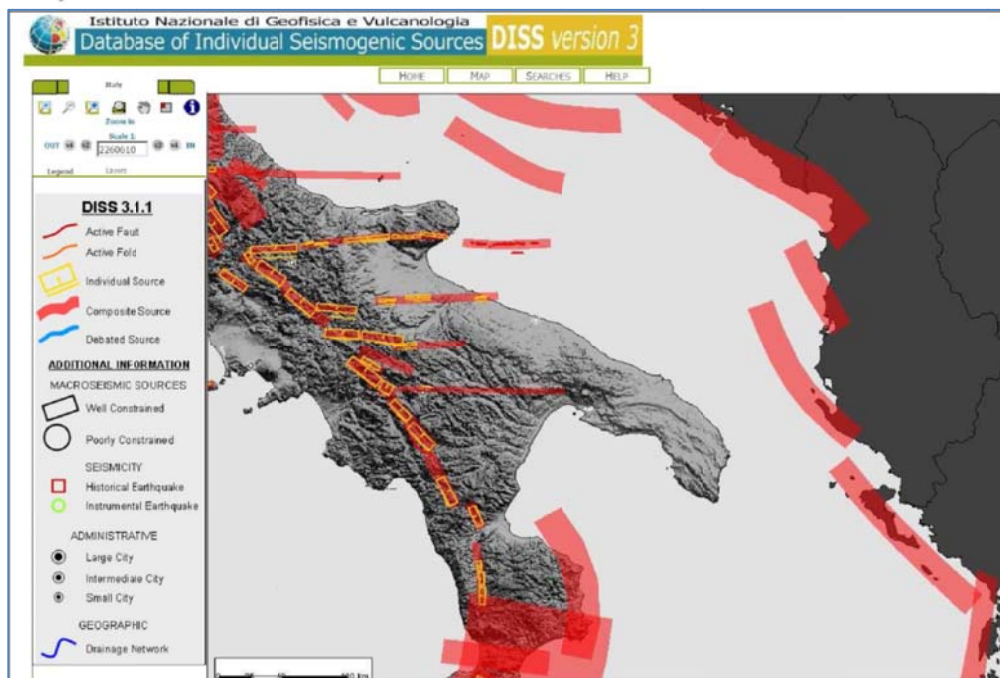 Istituto Nazionale di Geofisica e Vulcanologia
Database of Individual Seismogenic Sources DISS version 3
HOME MAP SEARCHES HELP
Italy
Zoom in
Scale 1:
OUT 2260610 IN
Legend Layers
DISS 3.1.1
Active Faut
Active Fold
Individual Source
Composite Source
Debated Source
ADDITIONAL INFORMATION
MACROSEISMIC SOURCES
Well Constrained
Poorly Constrained
SEISMICITY
Historical Earthquake
Instrumental Earthquake
ADMINISTRATIVE
Large City
Intermediate City
Small City
GEOGRAPHIC
Drainage Network